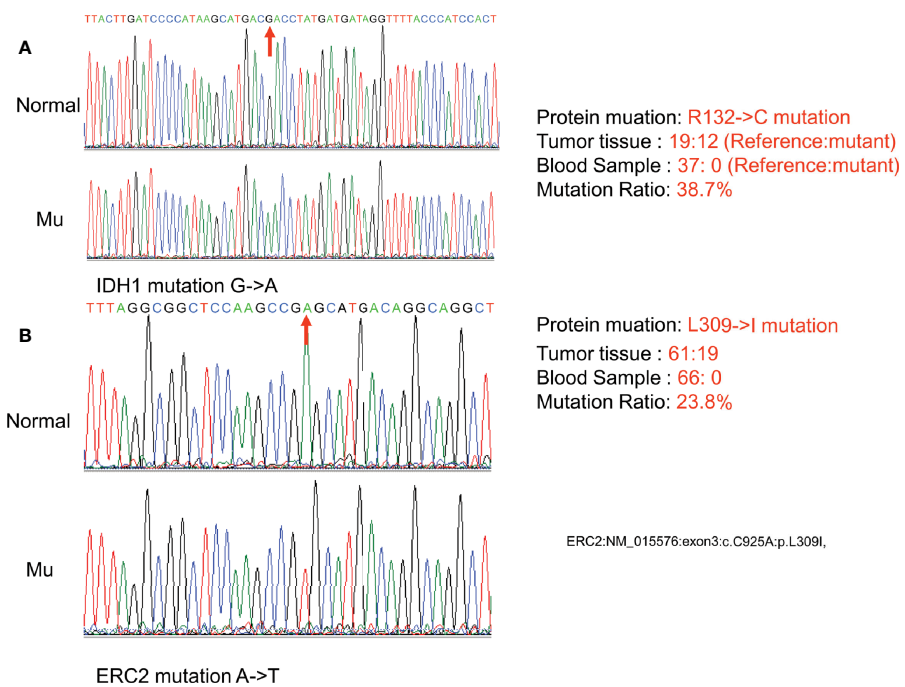 TTACTTGATCCCCATAAGCATGACGACCTATGATGATAGGTTTTACCCATCCACT
A
Normal
Mu
IDH1 mutation G->A
Protein muation: R132->C mutation
Tumor tissue : 19:12 (Reference:mutant)
Blood Sample : 37: 0 (Reference:mutant)
Mutation Ratio: 38.7%
TTTAGGCGGCTCCAAGCCGAGCATGACAGGCAGGCT
B
Normal
Mu
ERC2 mutation A->T
Protein muation: L309->I mutation
Tumor tissue : 61:19
Blood Sample : 66: 0
Mutation Ratio: 23.8%
ERC2:NM_015576:exon3:c.C925A:p.L309I,